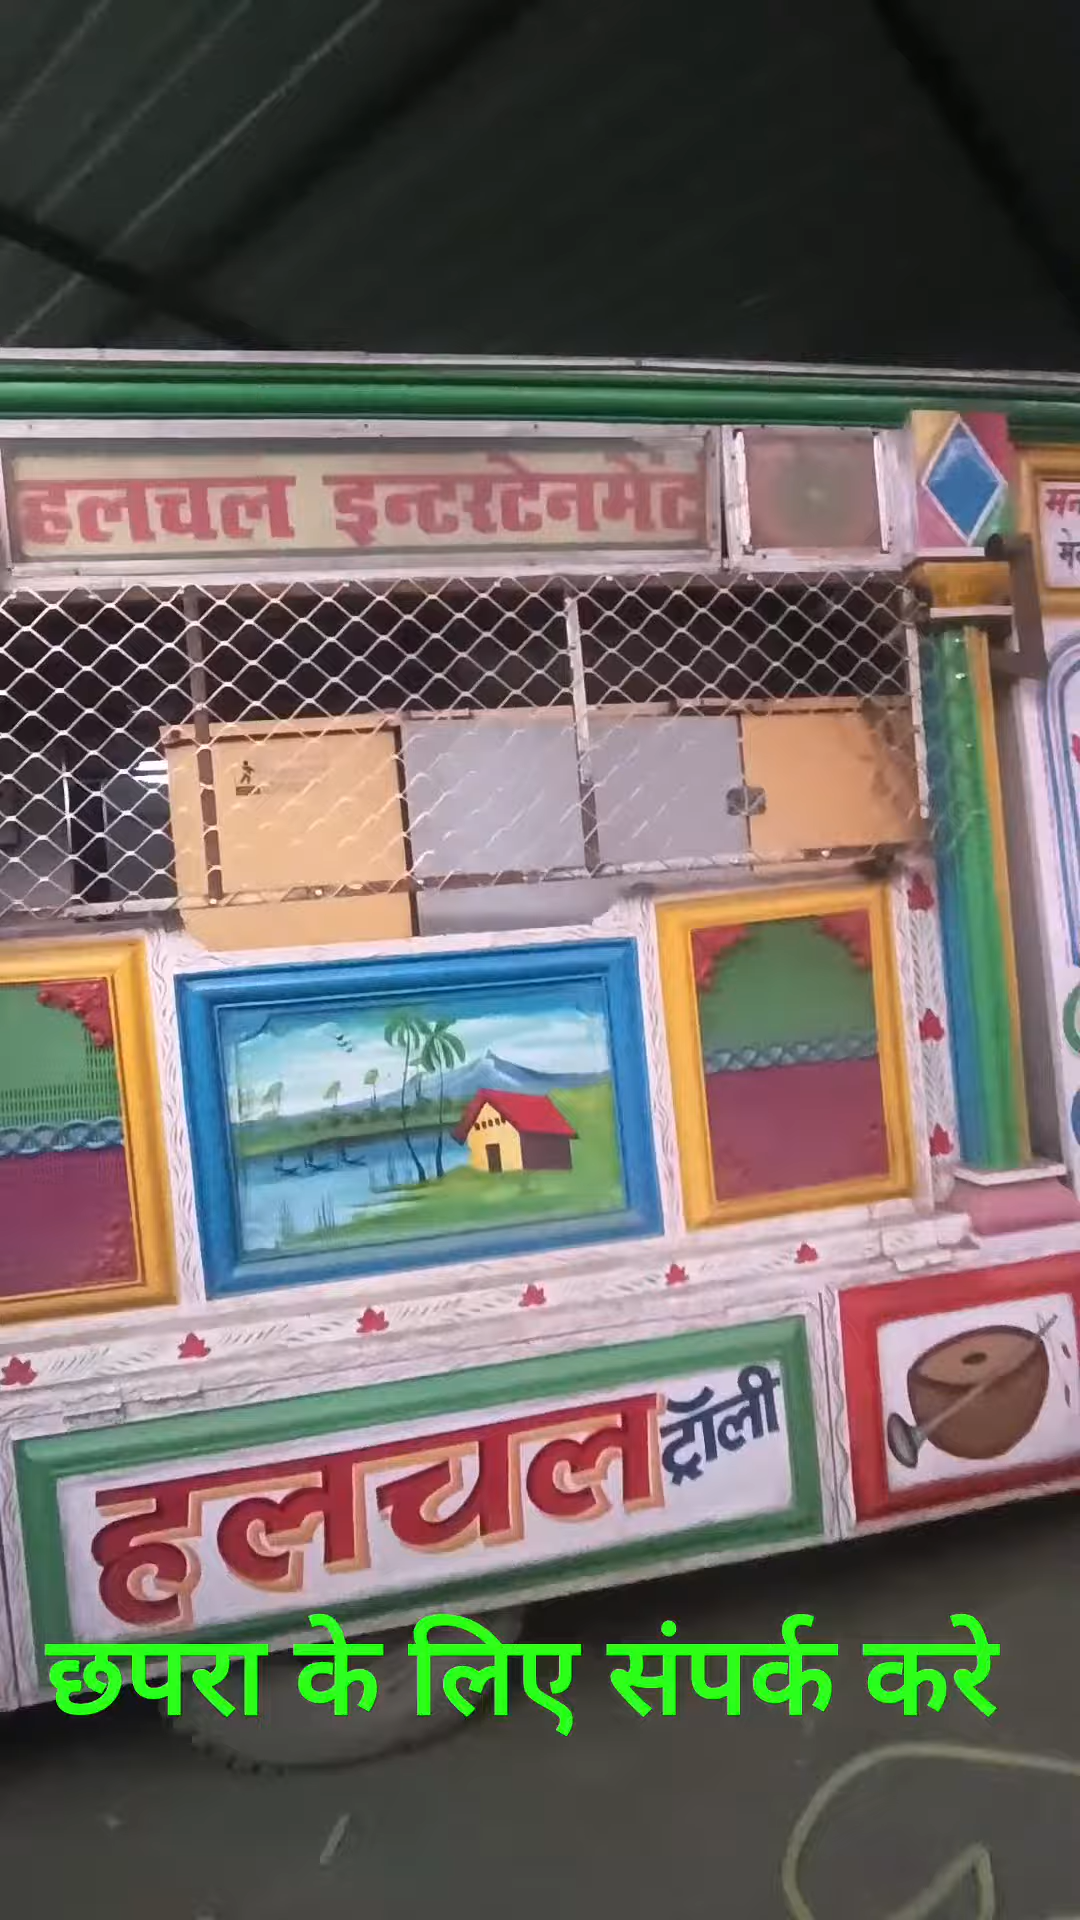 हलचल इन्टरटेनमेंट
हलचल ट्रॉली
छपरा के लिए संपर्क करे